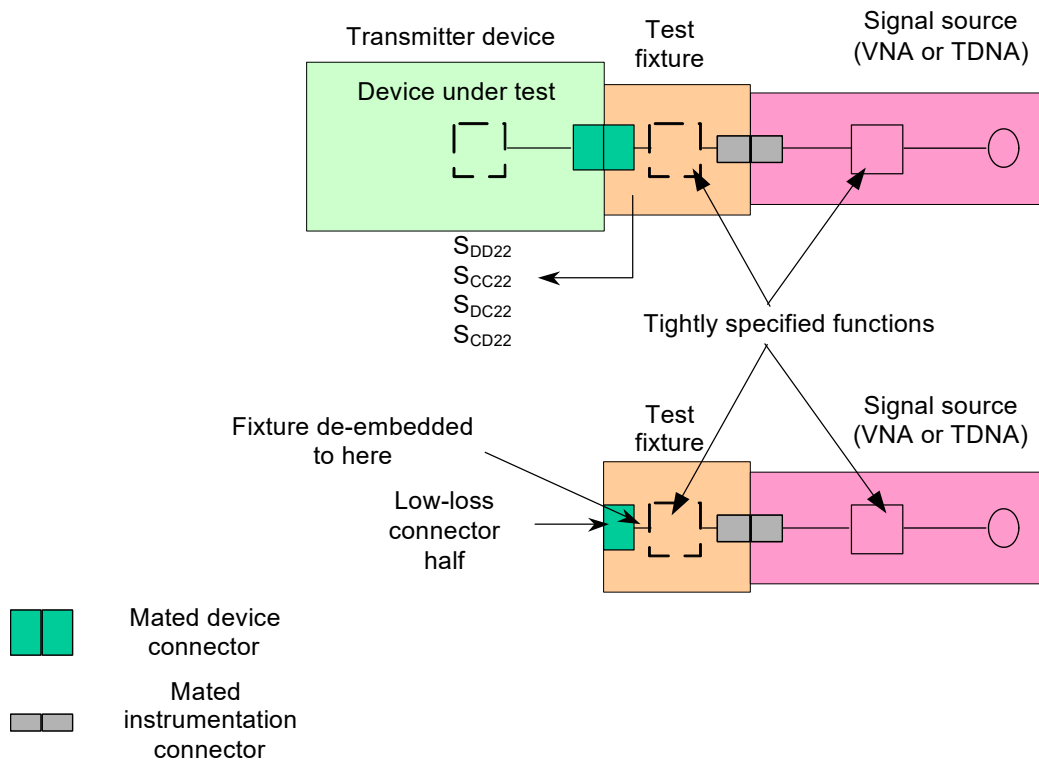 Transmitter device
Test
fixture
Signal source
(VNA or TDNA)
Device under test
SDD22
SCC22
SDC22
SCD22
Tightly specified functions
Test
fixture
Signal source
(VNA or TDNA)
Fixture de-embedded
to here
Low-loss
connector
half
Mated device
connector
Mated
instrumentation
connector